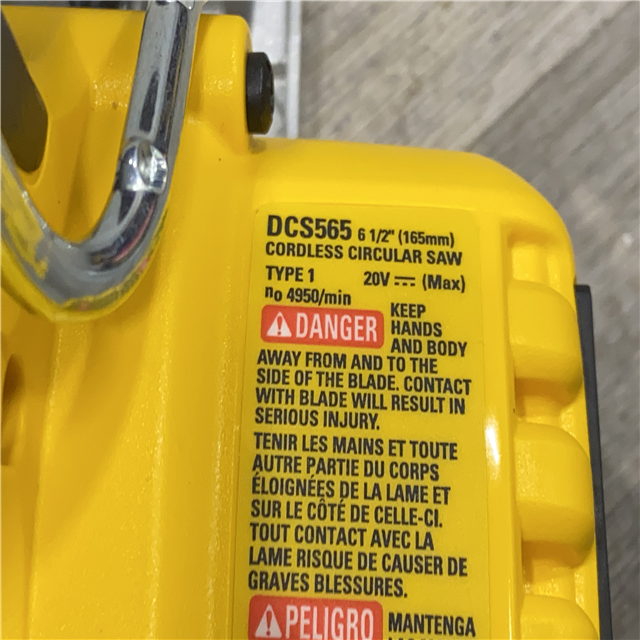 DCS565 6 1/2" (165mm)
CORDLESS CIRCULAR SAW
TYPE 1 20V ⎓ (Max)
no 4950/min
⚠ DANGER KEEP
HANDS
AND BODY
AWAY FROM AND TO THE
SIDE OF THE BLADE. CONTACT
WITH BLADE WILL RESULT IN
SERIOUS INJURY.
TENIR LES MAINS ET TOUTE
AUTRE PARTIE DU CORPS
ÉLOIGNÉES DE LA LAME ET
SUR LE CÔTÉ DE CELLE-CI.
TOUT CONTACT AVEC LA
LAME RISQUE DE CAUSER DE
GRAVES BLESSURES.
⚠ PELIGRO MANTENGA